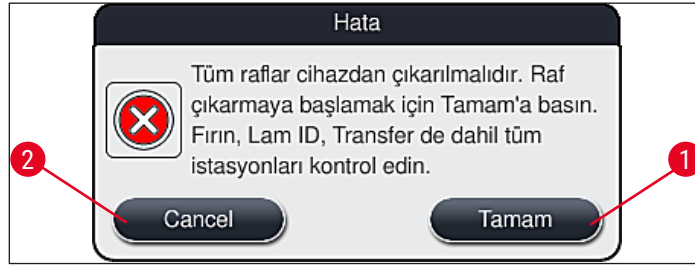 Hata
Tüm raflar cihazdan çıkarılmalıdır. Raf
çıkarmaya başlamak için Tamam'a basın.
Fırın, Lam ID, Transfer de dahil tüm
istasyonları kontrol edin.
2
1
Cancel
Tamam